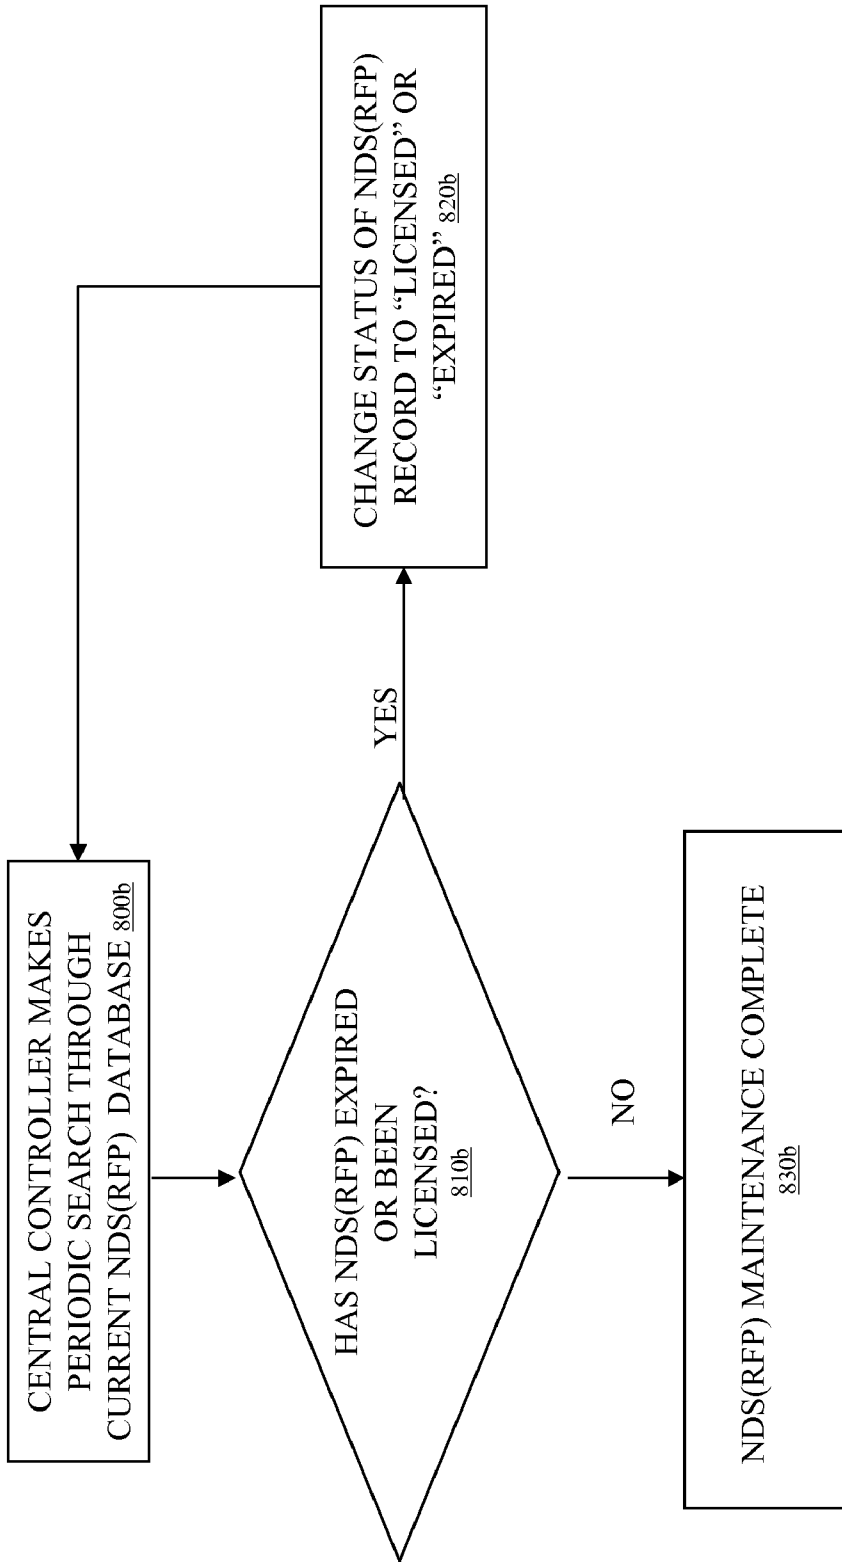 CENTRAL CONTROLLER MAKES
PERIODIC SEARCH THROUGH
CURRENT NDS(RFP) DATABASE 800b
HAS NDS(RFP) EXPIRED
OR BEEN
LICENSED?
810b
YES
CHANGE STATUS OF NDS(RFP)
RECORD TO “LICENSED” OR
“EXPIRED” 820b
NO
NDS(RFP) MAINTENANCE COMPLETE
830b